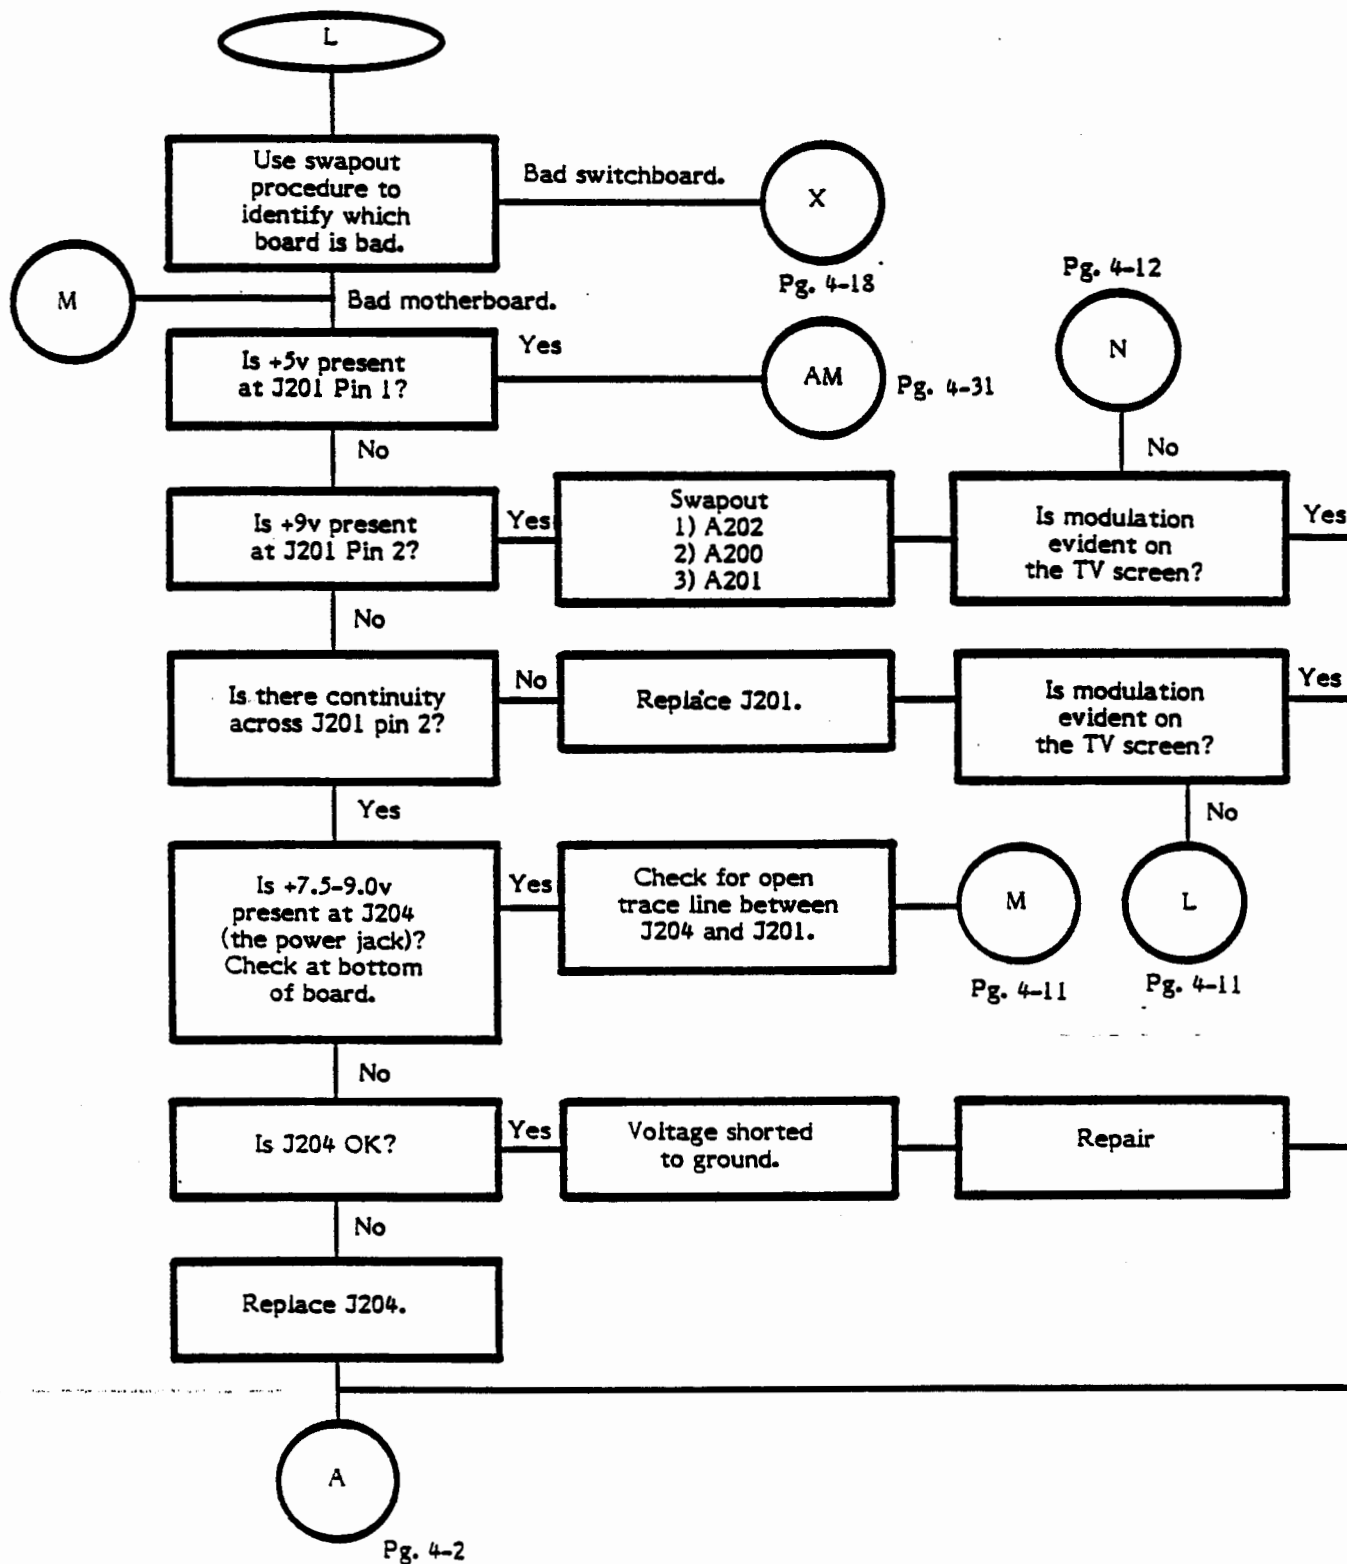 L
Use swapout
procedure to
identify which
board is bad.
Bad switchboard.
X
Pg. 4-18
M
Bad motherboard.
Is +5v present
at J201 Pin 1?
Yes
AM
Pg. 4-31
Pg. 4-12
N
No
No
Is +9v present
at J201 Pin 2?
Yes
Swapout
1) A202
2) A200
3) A201
Is modulation
evident on
the TV screen?
Yes
No
Is there continuity
across J201 pin 2?
No
Replace J201.
Is modulation
evident on
the TV screen?
Yes
Yes
No
Is +7.5-9.0v
present at J204
(the power jack)?
Check at bottom
of board.
Yes
Check for open
trace line between
J204 and J201.
M
Pg. 4-11
L
Pg. 4-11
No
Is J204 OK?
Yes
Voltage shorted
to ground.
Repair
No
Replace J204.
A
Pg. 4-2